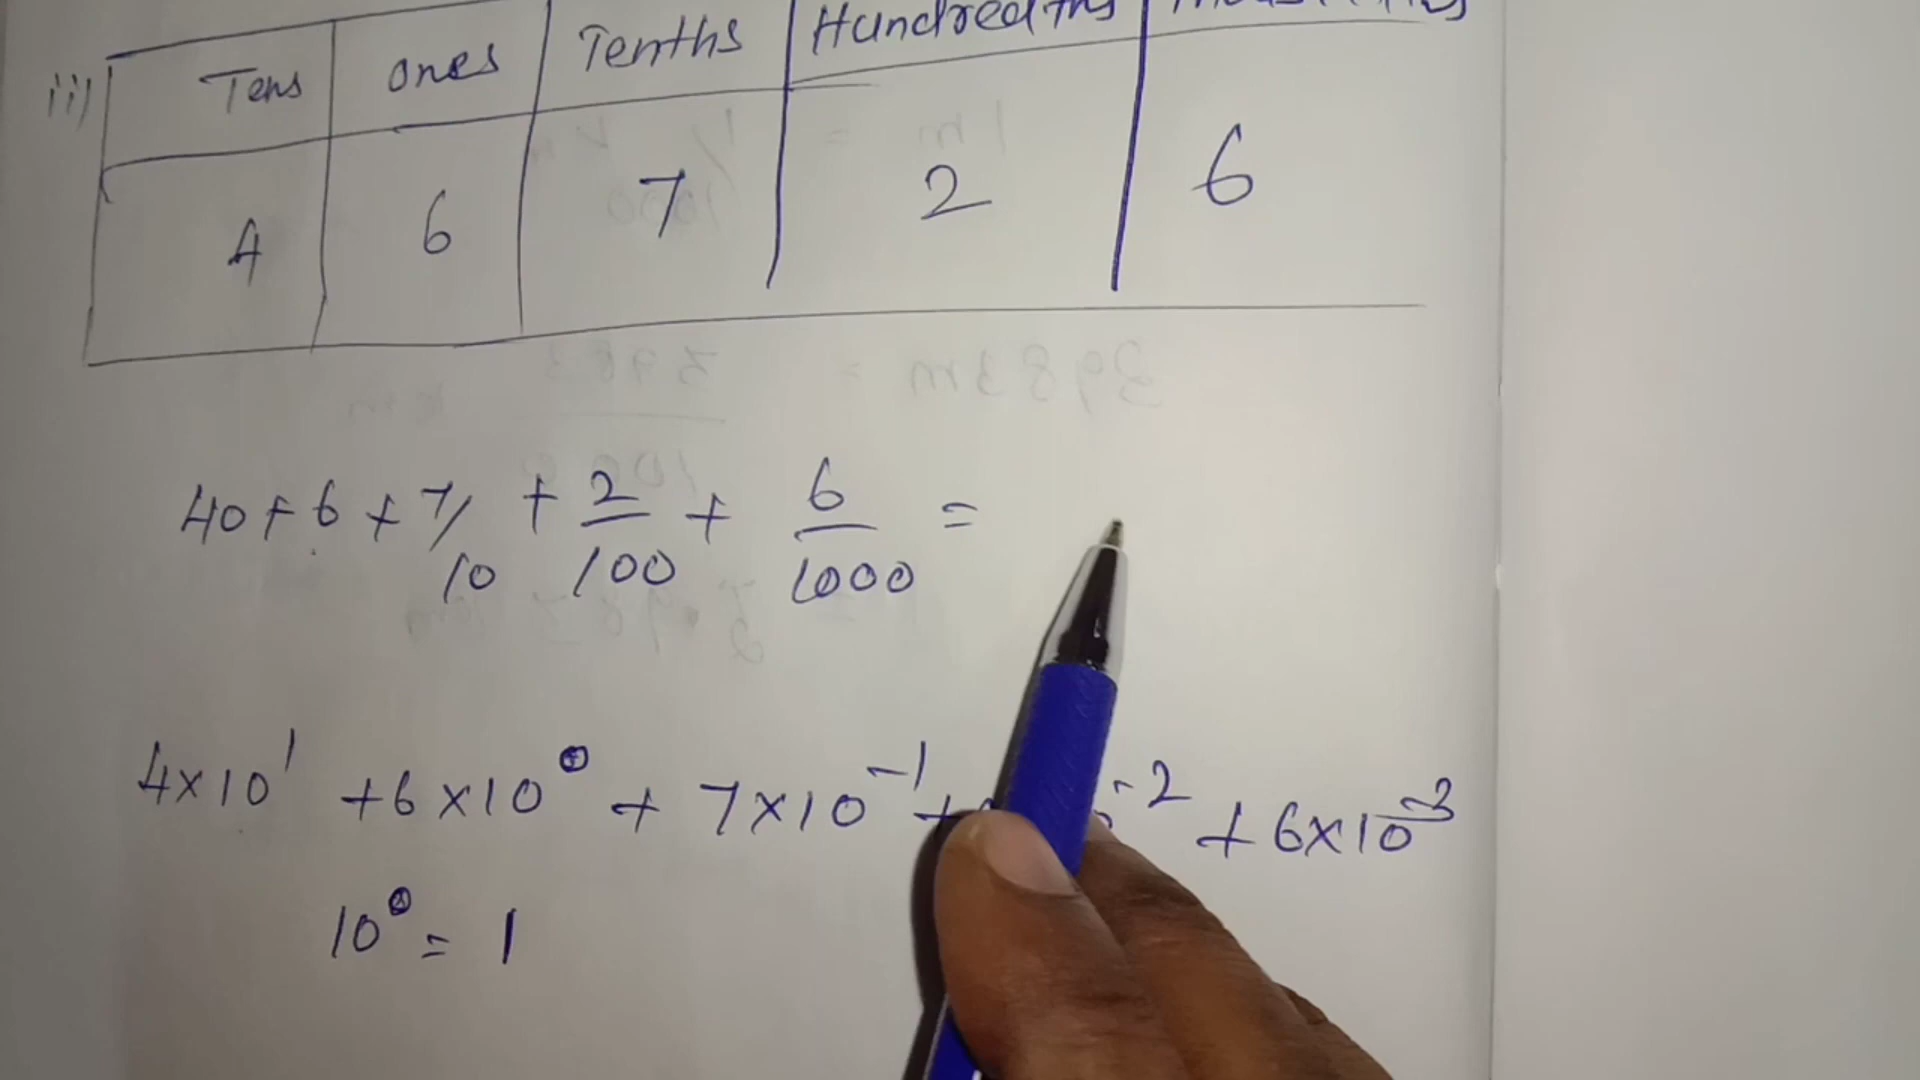 ii) Tens ones Tenths Hundredths
4 6 7 2 6
40 + 6 + 7/10 + 2/100 + 6/1000 =
4×10¹ + 6×10⁰ + 7×10⁻¹ + ⁻² + 6×10⁻³
10⁰ = 1